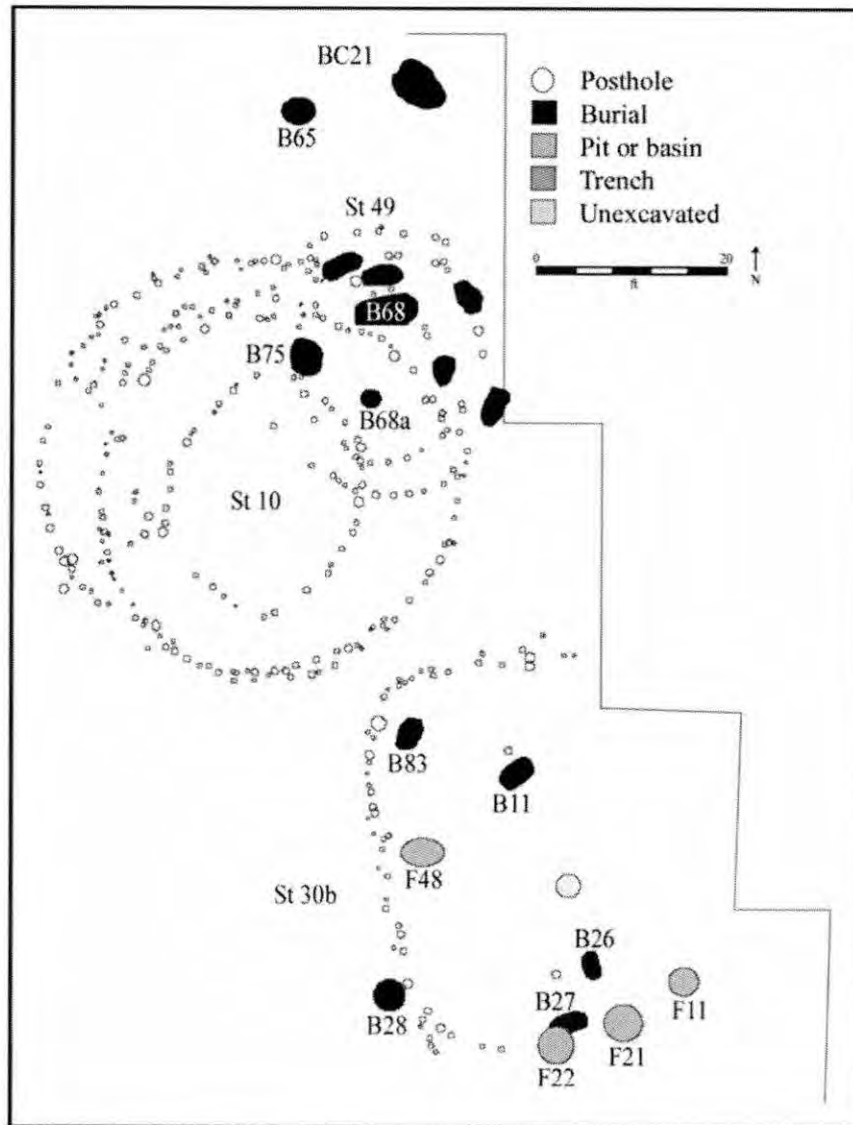 BC21
B65
Posthole
Burial
Pit or basin
Trench
Unexcavated
0 20
ft
N
St 49
B68
B75
B68a
St 10
B83
B11
F48
St 30b
B26
B27
B28
F11
F21
F22